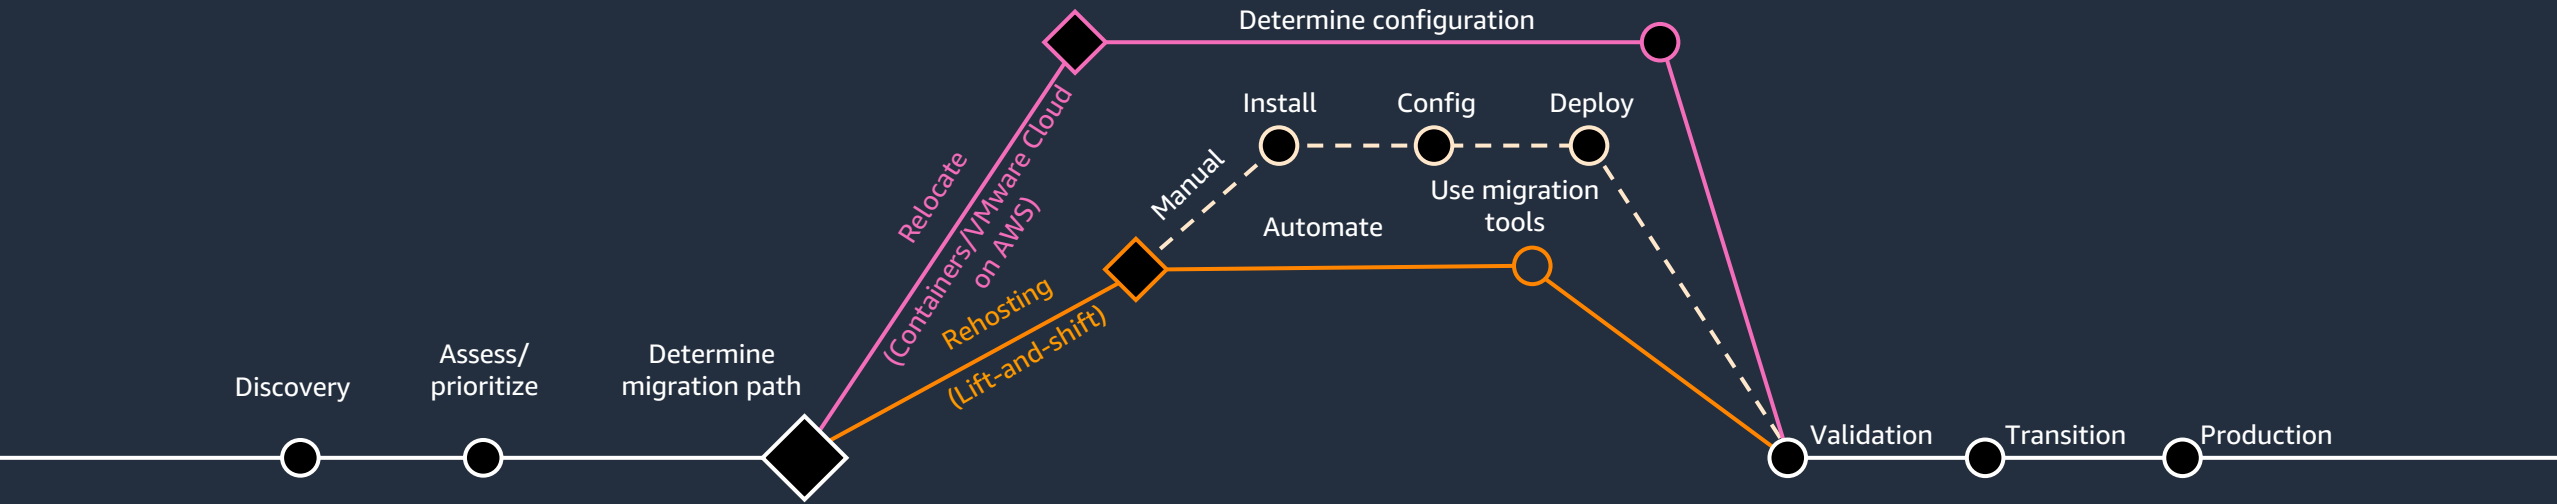 Discovery
Assess/
prioritize
Determine
migration path
Relocate
(Containers/VMware Cloud
on AWS)
Rehosting
(Lift-and-shift)
Determine configuration
Manual
Install
Config
Deploy
Automate
Use migration
tools
Validation
Transition
Production